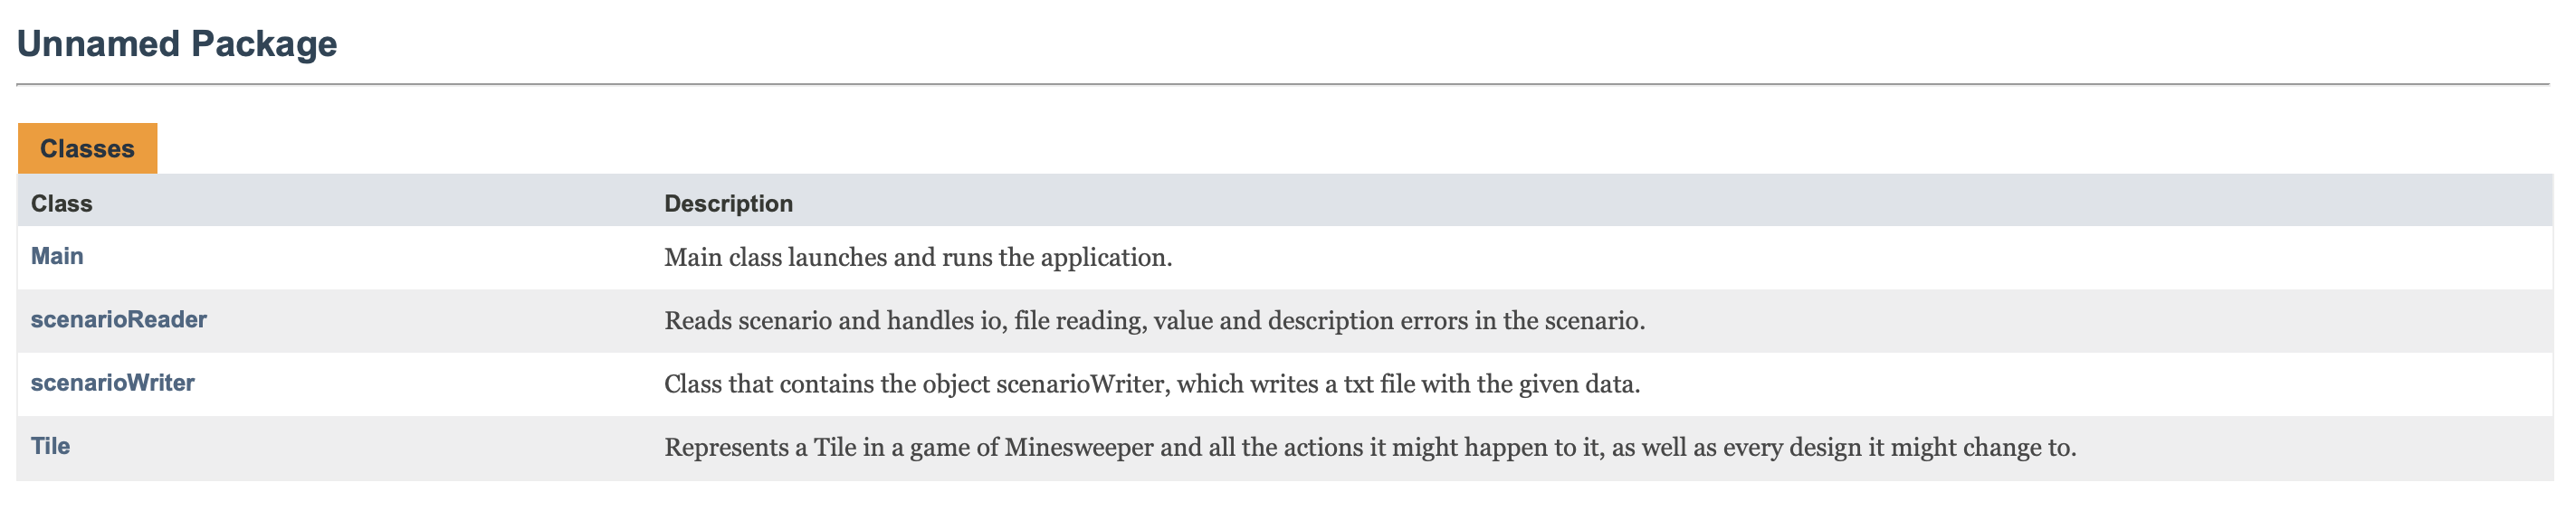 Unnamed Package
Classes
Class Description
Main Main class launches and runs the application.
scenarioReader Reads scenario and handles io, file reading, value and description errors in the scenario.
scenarioWriter Class that contains the object scenarioWriter, which writes a txt file with the given data.
Tile Represents a Tile in a game of Minesweeper and all the actions it might happen to it, as well as every design it might change to.